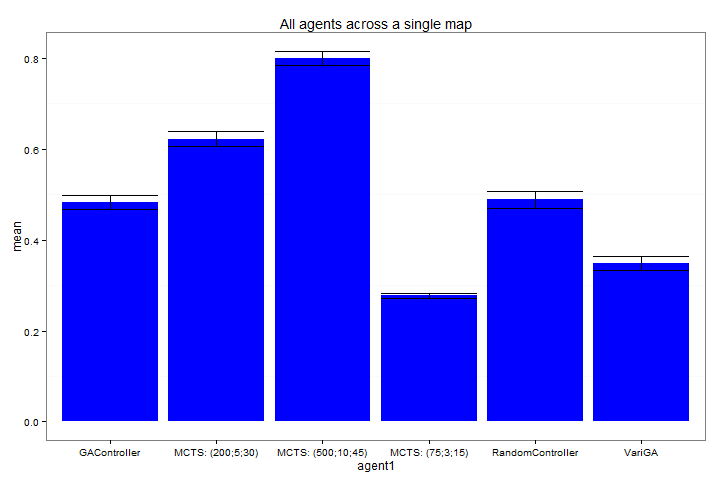 All agents across a single map
mean
0.8
0.6
0.4
0.2
0.0
GAController MCTS: (200;5;30) MCTS: (500;10;45) MCTS: (75;3;15) RandomController VariGA
agent1